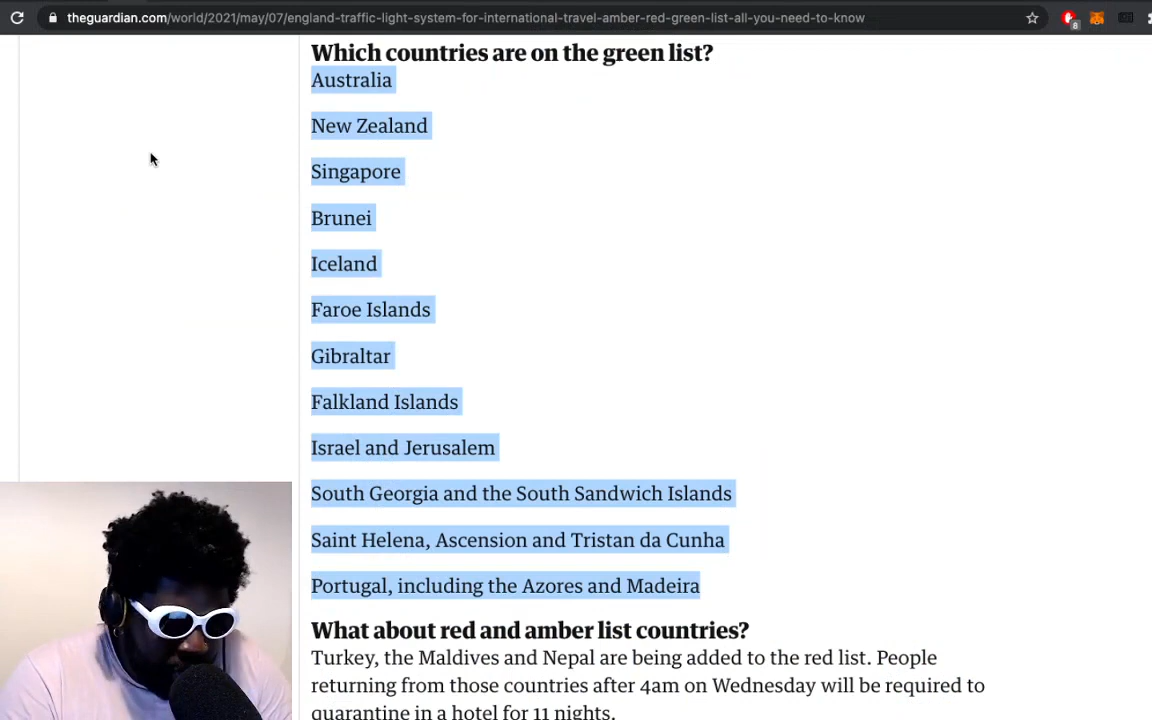 theguardian.com/world/2021/may/07/england-traffic-light-system-for-international-travel-amber-red-green-list-all-you-need-to-know
8
Which countries are on the green list?
Australia
New Zealand
Singapore
Brunei
Iceland
Faroe Islands
Gibraltar
Falkland Islands
Israel and Jerusalem
South Georgia and the South Sandwich Islands
Saint Helena, Ascension and Tristan da Cunha
Portugal, including the Azores and Madeira
What about red and amber list countries?
Turkey, the Maldives and Nepal are being added to the red list. People
returning from those countries after 4am on Wednesday will be required to
quarantine in a hotel for 11 nights.